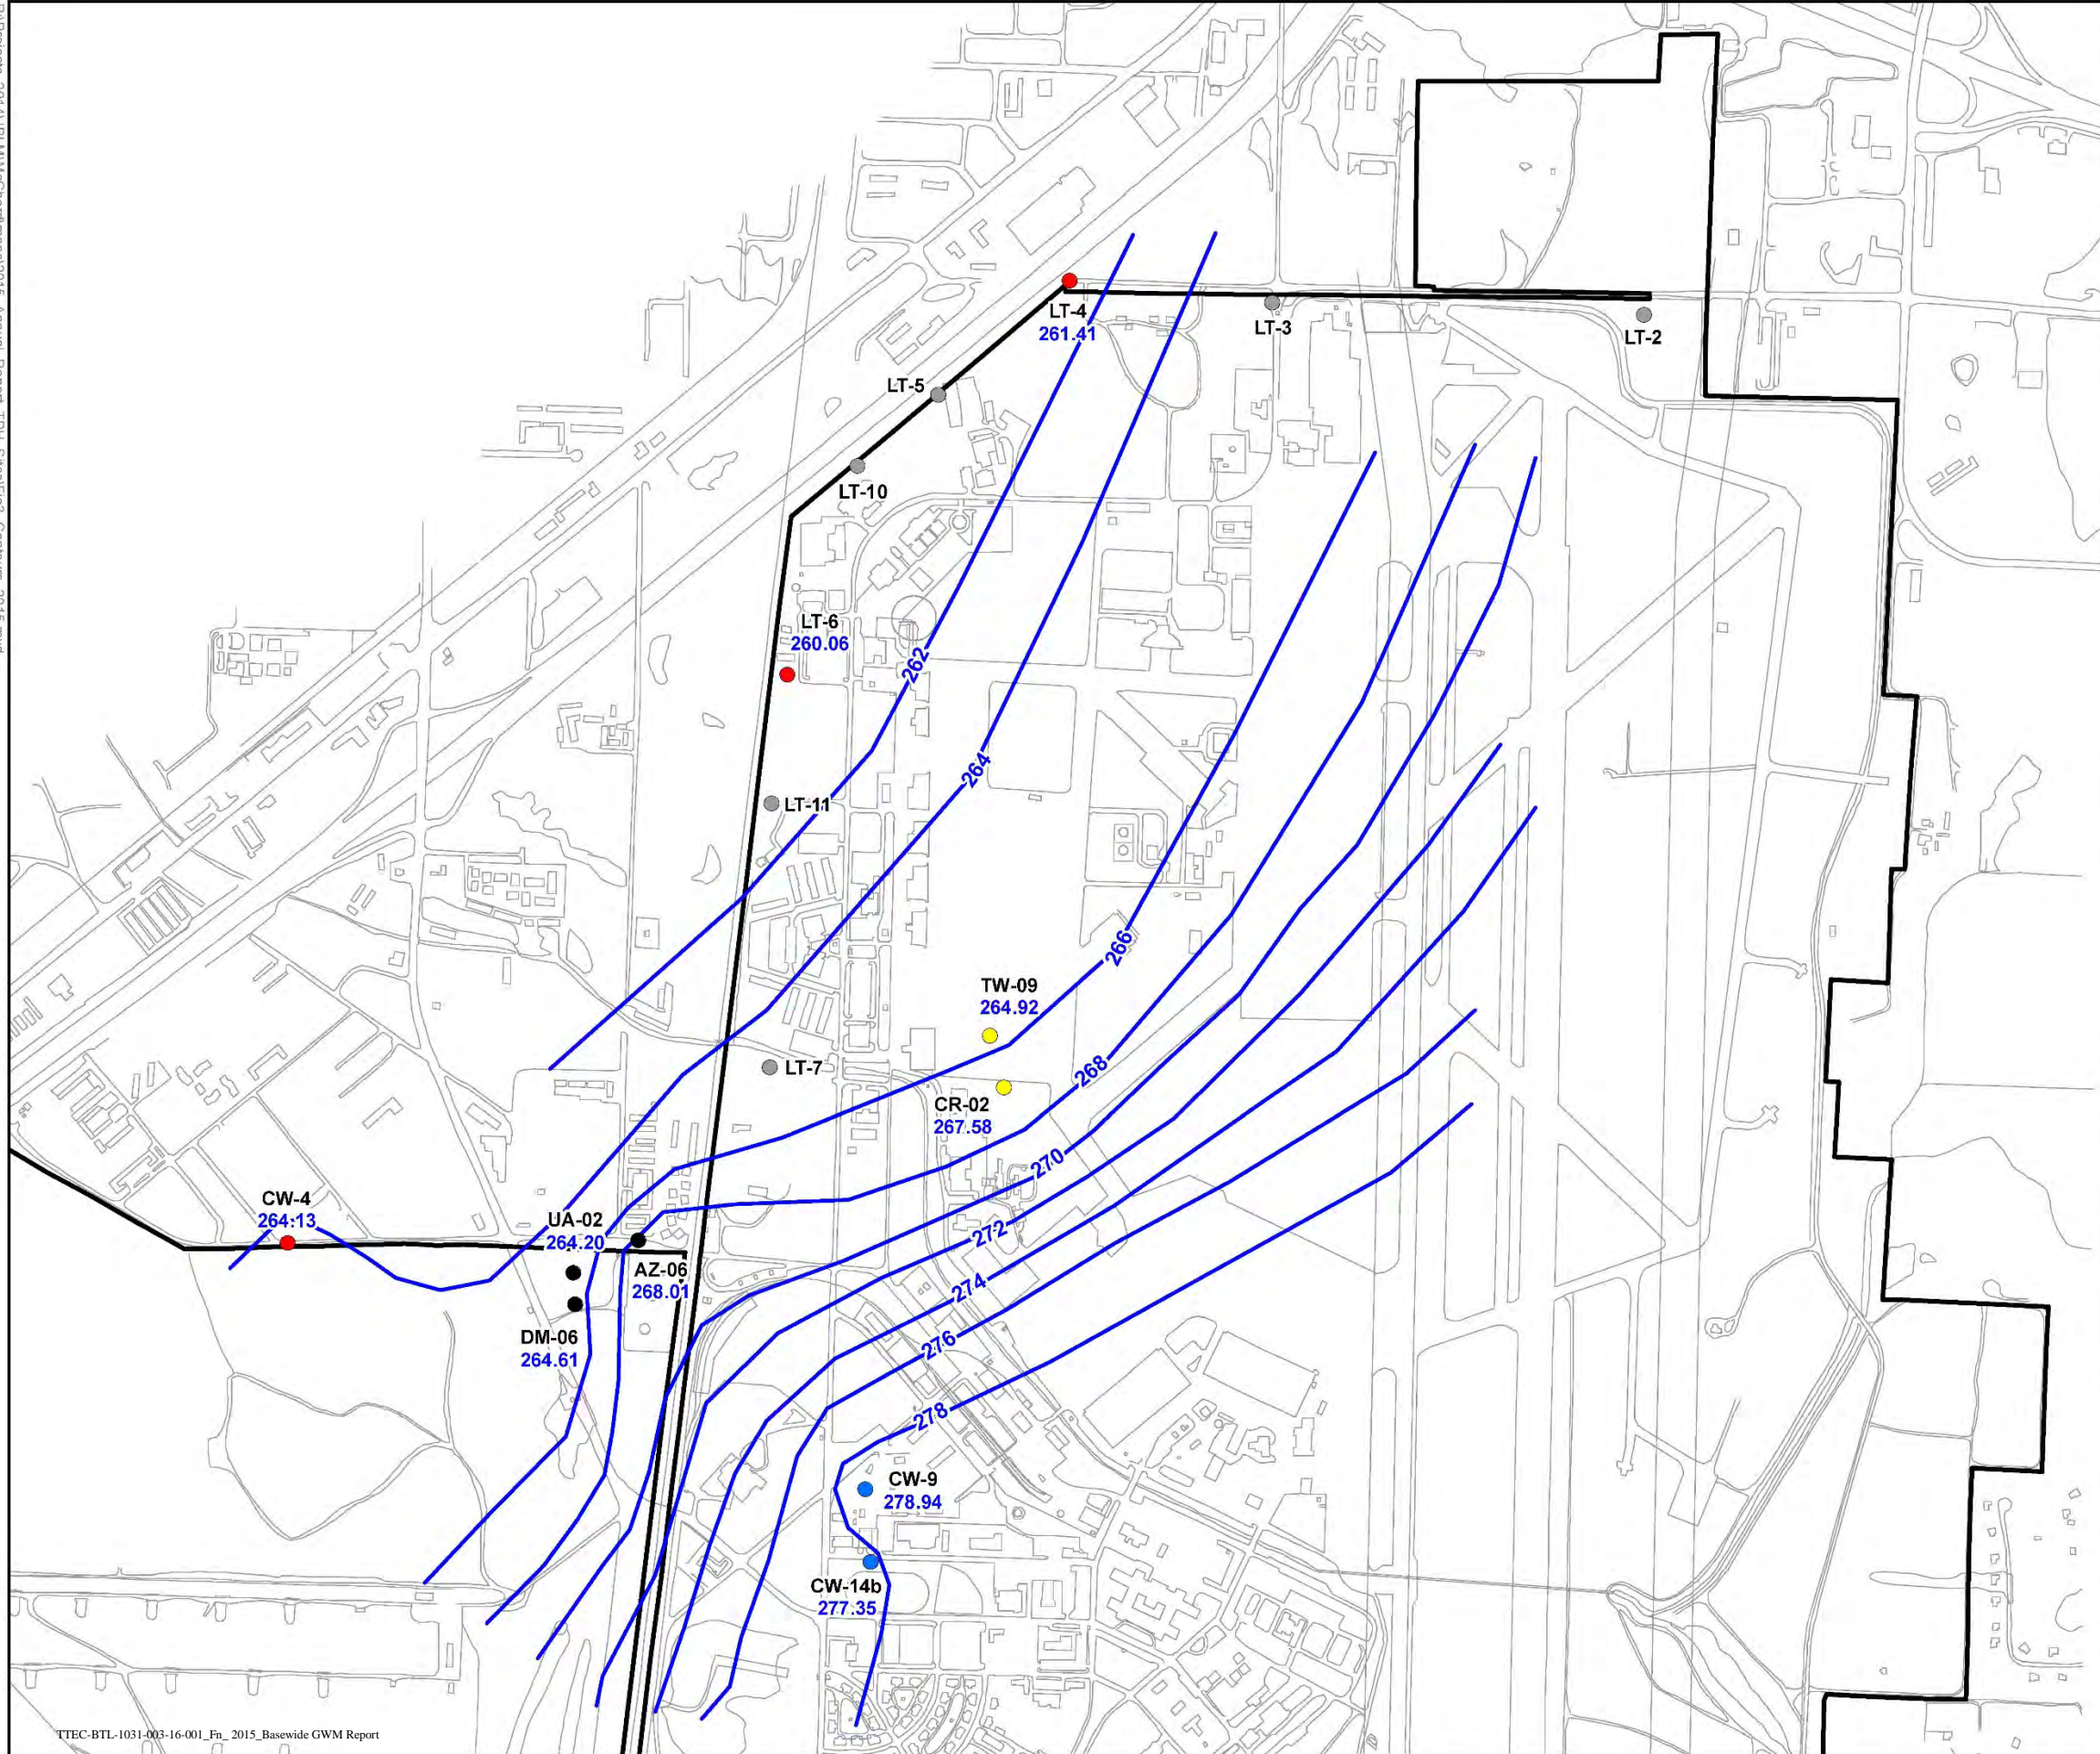 LT-4
261.41
LT-3
LT-2
LT-5
LT-10
LT-6
260.06
262
264
LT-11
266
TW-09
264.92
LT-7
268
CR-02
267.58
270
CW-4
264.13
UA-02
264.20
272
AZ-06
268.01
274
DM-06
264.61
276
278
CW-9
278.94
CW-14b
277.35
TTEC-BTL-1031-003-16-001_Fn_ 2015_Basewide GWM Report